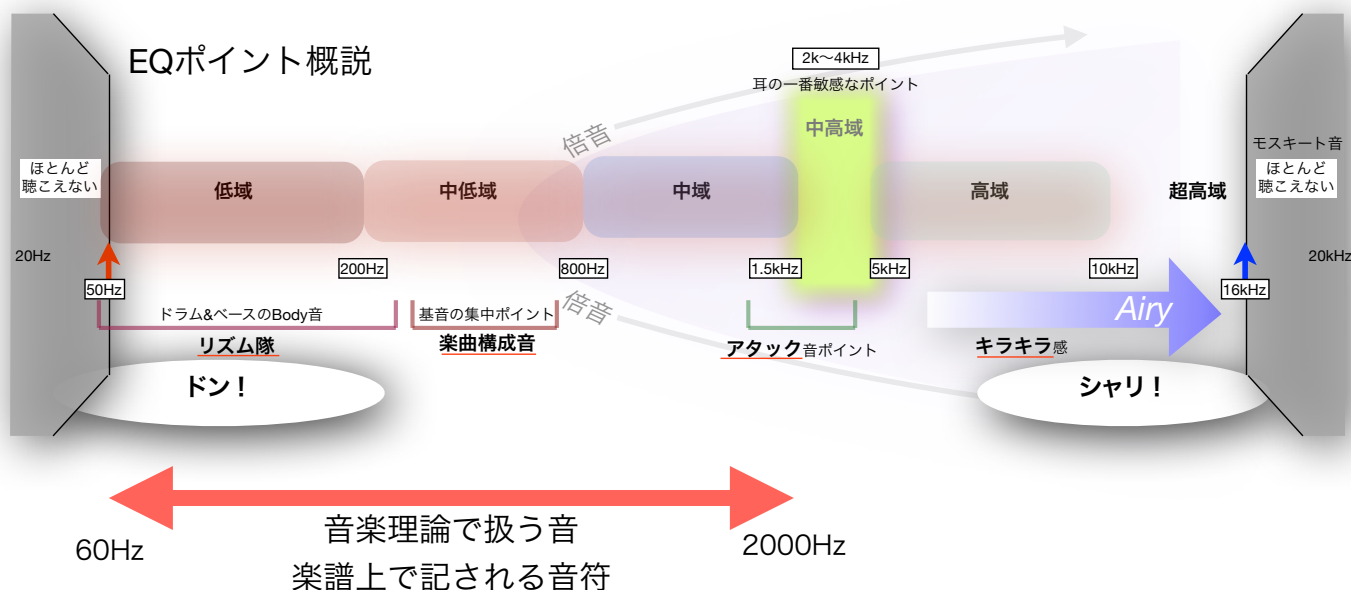 EQポイント概説
2k〜4kHz
耳の一番敏感なポイント
中高域
倍音
モスキート音
ほとんど
聴こえない
ほとんど
聴こえない
低域
中低域
中域
高域
超高域
20Hz
20kHz
50Hz
200Hz
800Hz
1.5kHz
5kHz
10kHz
16kHz
倍音
Airy
ドラム&ベースのBody音
リズム隊
基音の集中ポイント
楽曲構成音
アタック音ポイント
キラキラ感
ドン！
シャリ！
60Hz
2000Hz
音楽理論で扱う音
楽譜上で記される音符